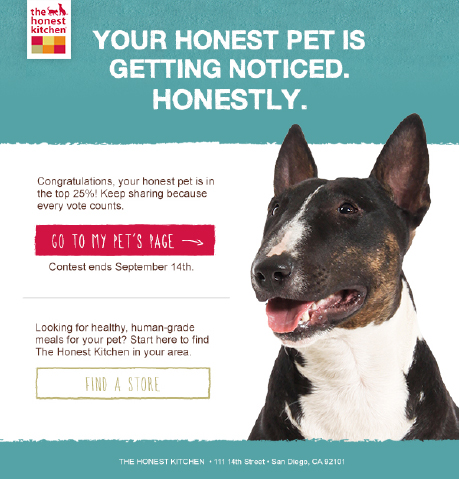 the
honest
kitchen®
YOUR HONEST PET IS
GETTING NOTICED.
HONESTLY.
Congratulations, your honest pet is in
the top 25%! Keep sharing because
every vote counts.
GO TO MY PET'S PAGE →
Contest ends September 14th.
Looking for healthy, human-grade
meals for your pet? Start here to find
The Honest Kitchen in your area.
FIND A STORE
THE HONEST KITCHEN • 111 14th Street • San Diego, CA 92101